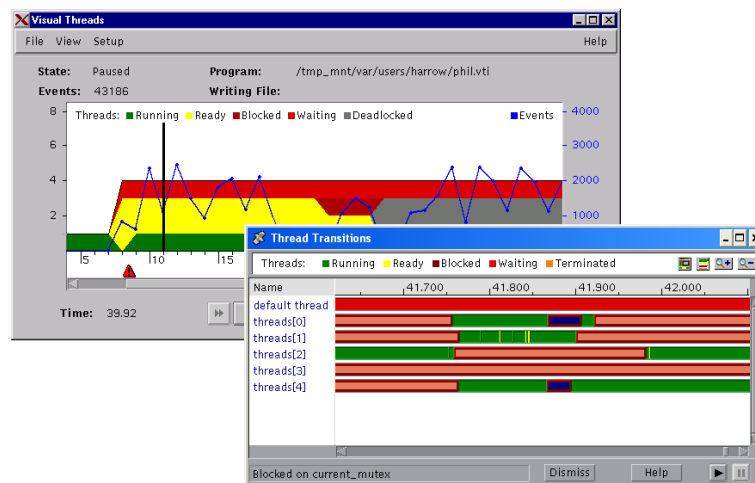 Visual Threads
File View Setup Help
State: Paused Program: /tmp_mnt/var/users/harrow/phil.vti
Events: 43186 Writing File:
8 Threads: Running Ready Blocked Waiting Deadlocked Events 4000
6 3000
4 2000
2 1000
5 10 15
Time: 39.92
Thread Transitions
Threads: Running Ready Blocked Waiting Terminated
Name 41.700 41.800 41.900 42.000
default thread
threads[0]
threads[1]
threads[2]
threads[3]
threads[4]
Blocked on current_mutex Dismiss Help